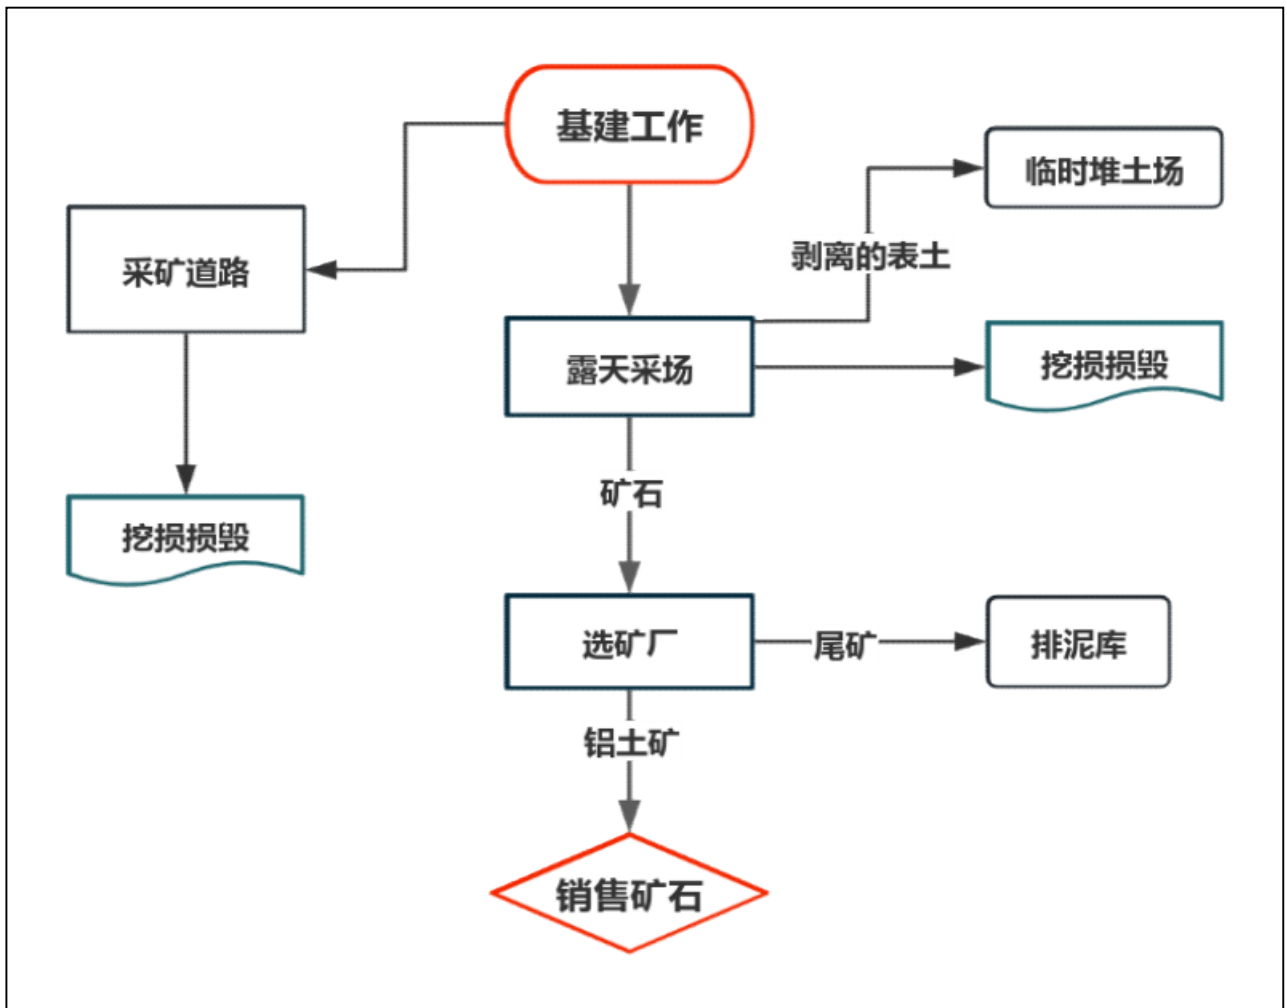 基建工作
临时堆土场
采矿道路
剥离的表土
露天采场
挖损损毁
矿石
挖损损毁
选矿厂
尾矿
排泥库
铝土矿
销售矿石